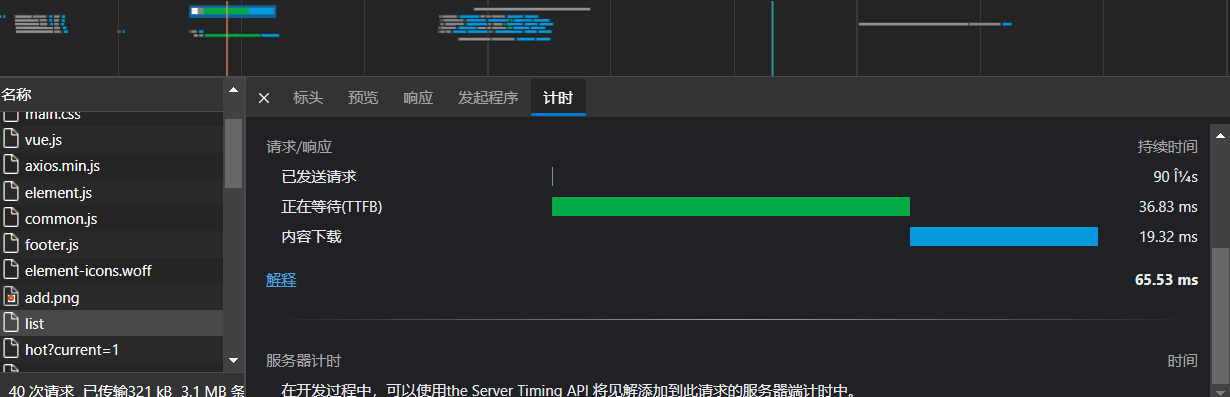 名称
标头 预览 响应 发起程序 计时
main.css
vue.js
axios.min.js
element.js
common.js
footer.js
element-icons.woff
add.png
list
hot?current=1
40 次请求 已传输321 kB 3.1 MB 条
请求/响应 持续时间
已发送请求 90 Î¼s
正在等待(TTFB) 36.83 ms
内容下载 19.32 ms
解释 65.53 ms
服务器计时 时间
在开发过程中，可以使用the Server Timing API 将见解添加到此请求的服务器端计时中。